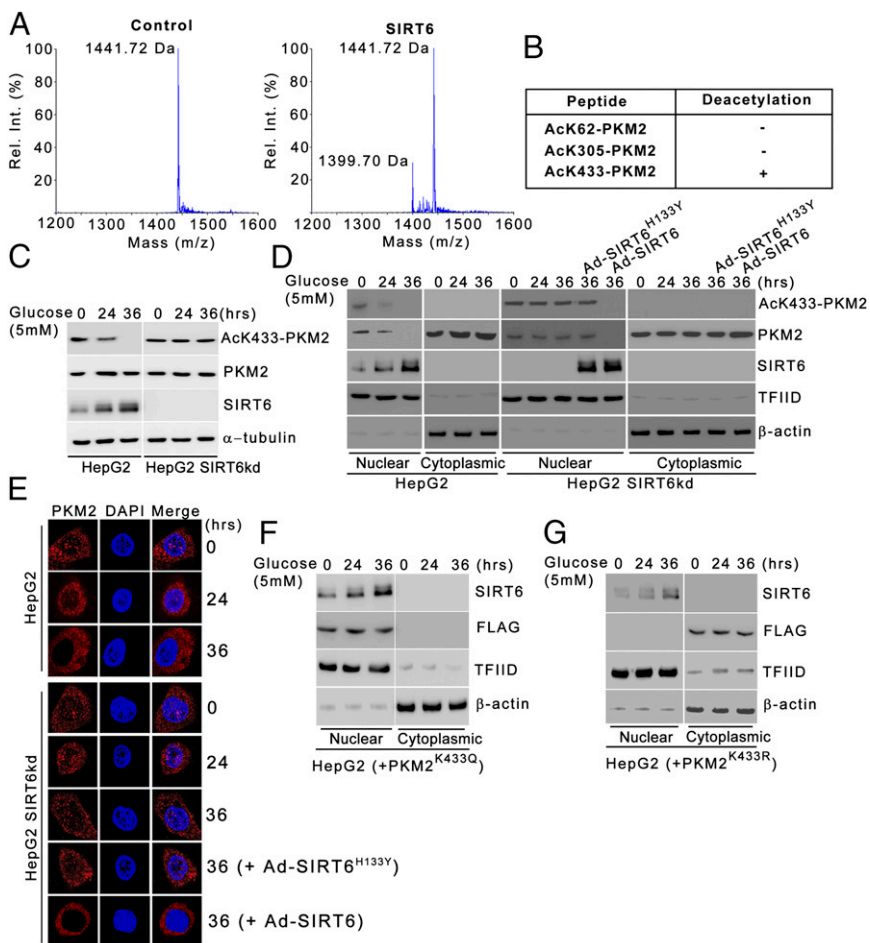 A
Control
1441.72 Da
Rel. Int. (%)
100
80
60
40
20
1200 1300 1400 1500 1600
Mass (m/z)
SIRT6
1441.72 Da
1399.70 Da
Rel. Int. (%)
100
80
60
40
20
1200 1300 1400 1500 1600
Mass (m/z)
B
Peptide Deacetylation
AcK62-PKM2 -
AcK305-PKM2 -
AcK433-PKM2 +
C
Glucose 0 24 36 0 24 36 (hrs)
(5mM)
AcK433-PKM2
PKM2
SIRT6
α-tubulin
HepG2 HepG2 SIRT6kd
D
Ad-SIRT6H133Y
Ad-SIRT6
Ad-SIRT6H133Y
Ad-SIRT6
Glucose 0 24 36 0 24 36 0 24 36 36 36 0 24 36 36 36 (hrs)
(5mM)
AcK433-PKM2
PKM2
SIRT6
TFIID
β-actin
Nuclear Cytoplasmic Nuclear Cytoplasmic
HepG2 HepG2 SIRT6kd
E
PKM2 DAPI Merge
(hrs)
HepG2
0
24
36
HepG2 SIRT6kd
0
24
36
36 (+ Ad-SIRT6H133Y)
36 (+ Ad-SIRT6)
F
Glucose 0 24 36 0 24 36 (hrs)
(5mM)
SIRT6
FLAG
TFIID
β-actin
Nuclear Cytoplasmic
HepG2 (+PKM2K433Q)
G
Glucose 0 24 36 0 24 36 (hrs)
(5mM)
SIRT6
FLAG
TFIID
β-actin
Nuclear Cytoplasmic
HepG2 (+PKM2K433R)